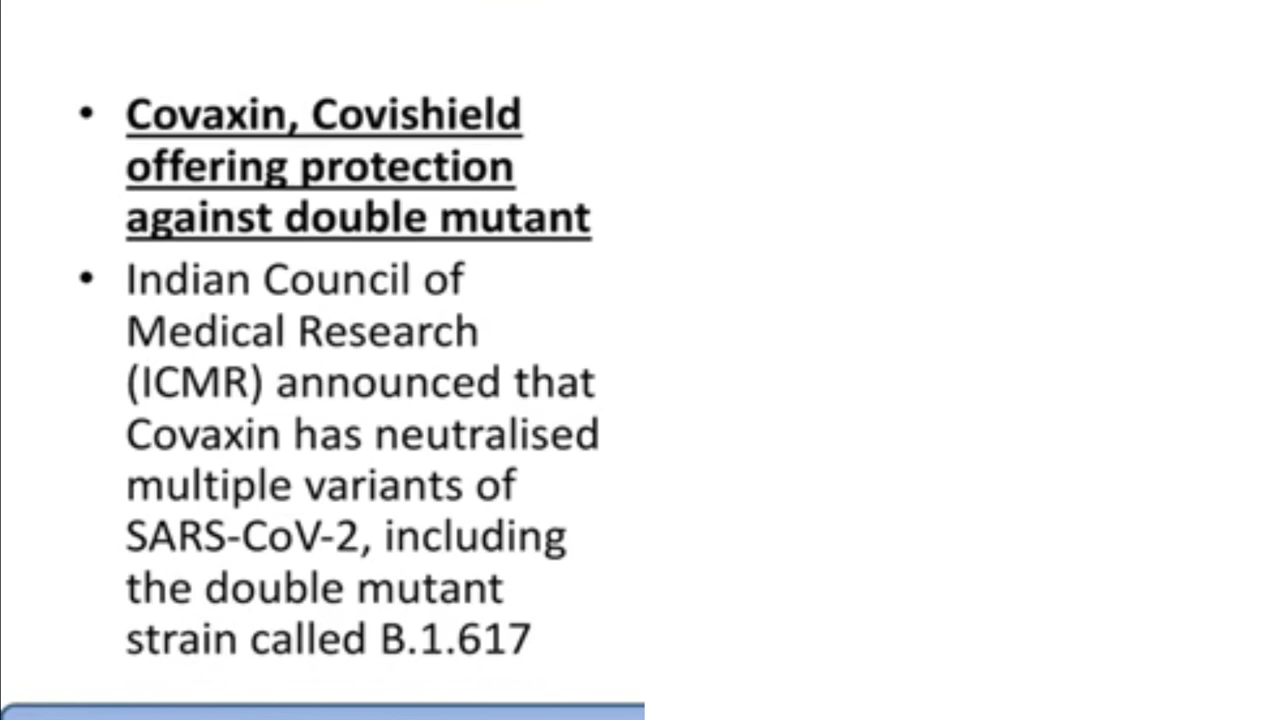 • Covaxin, Covishield
offering protection
against double mutant
• Indian Council of
Medical Research
(ICMR) announced that
Covaxin has neutralised
multiple variants of
SARS-CoV-2, including
the double mutant
strain called B.1.617